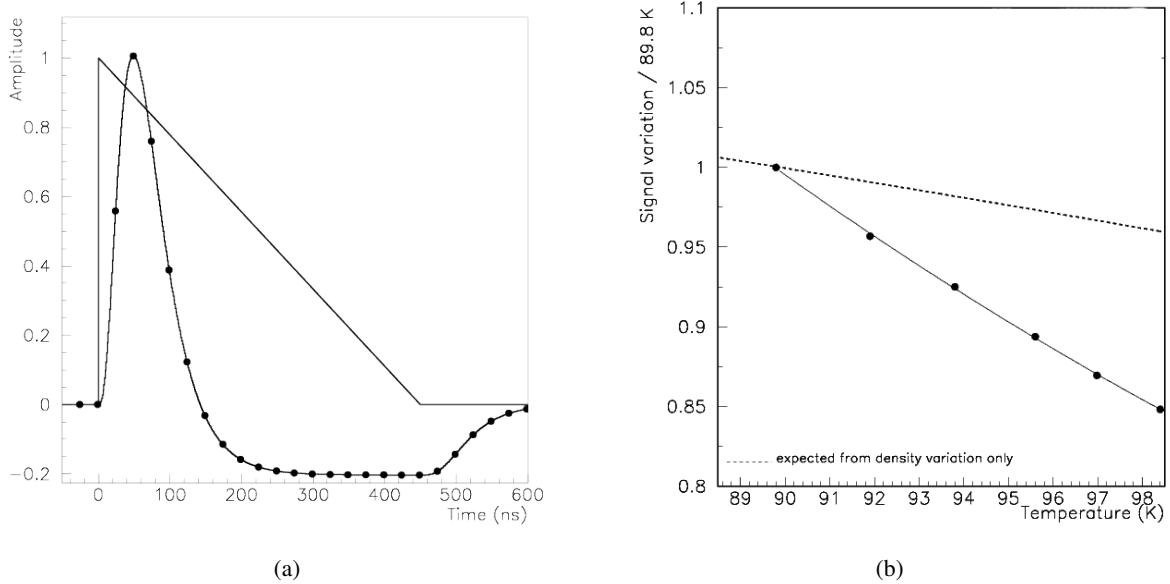 Amplitude
1
0.8
0.6
0.4
0.2
0
−0.2
0 100 200 300 400 500 600
Time (ns)
(a)
Signal variation / 89.8 K
1.1
1.05
1
0.95
0.9
0.85
0.8
expected from density variation only
89 90 91 92 93 94 95 96 97 98
Temperature (K)
(b)